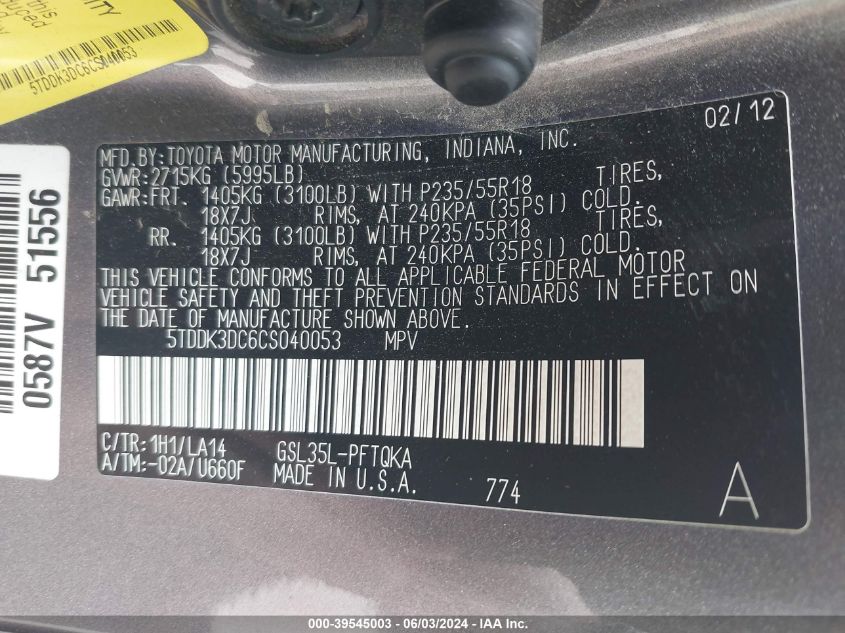 this
duced
ITY
5TDDK3DC6CS040053
0587V 51556
02/12
MFD.BY:TOYOTA MOTOR MANUFACTURING, INDIANA, INC.
GVWR:2715KG (5995LB)
GAWR:FRT. 1405KG (3100LB) WITH P235/55R18 TIRES,
18X7J RIMS, AT 240KPA (35PSI) COLD.
RR. 1405KG (3100LB) WITH P235/55R18 TIRES,
18X7J RIMS, AT 240KPA (35PSI) COLD.
THIS VEHICLE CONFORMS TO ALL APPLICABLE FEDERAL MOTOR
VEHICLE SAFETY AND THEFT PREVENTION STANDARDS IN EFFECT ON
THE DATE OF MANUFACTURE SHOWN ABOVE.
5TDDK3DC6CS040053 MPV
C/TR:1H1/LA14 GSL35L-PFTQKA
A/TM:-02A/U660F MADE IN U.S.A.
774
A
000-39545003 - 06/03/2024 - IAA Inc.